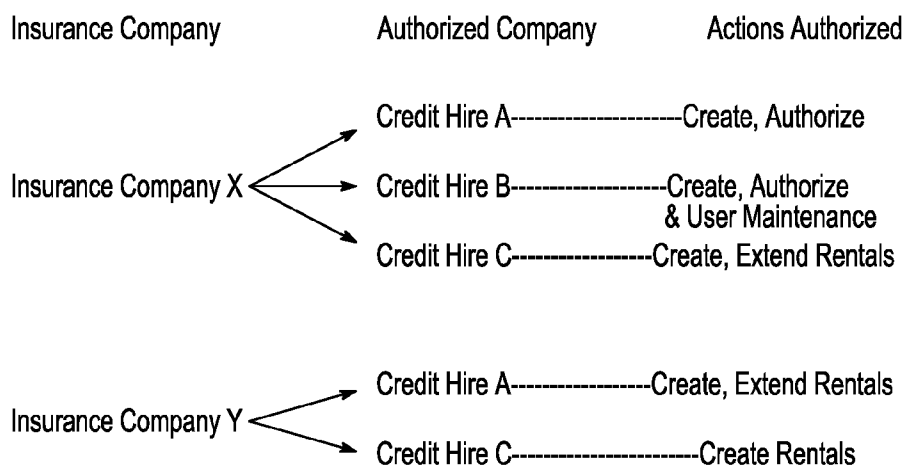 Insurance Company Authorized Company Actions Authorized
Credit Hire A----------------------Create, Authorize
Insurance Company X Credit Hire B--------------------Create, Authorize
& User Maintenance
Credit Hire C------------------Create, Extend Rentals
Credit Hire A------------------Create, Extend Rentals
Insurance Company Y
Credit Hire C------------------------Create Rentals